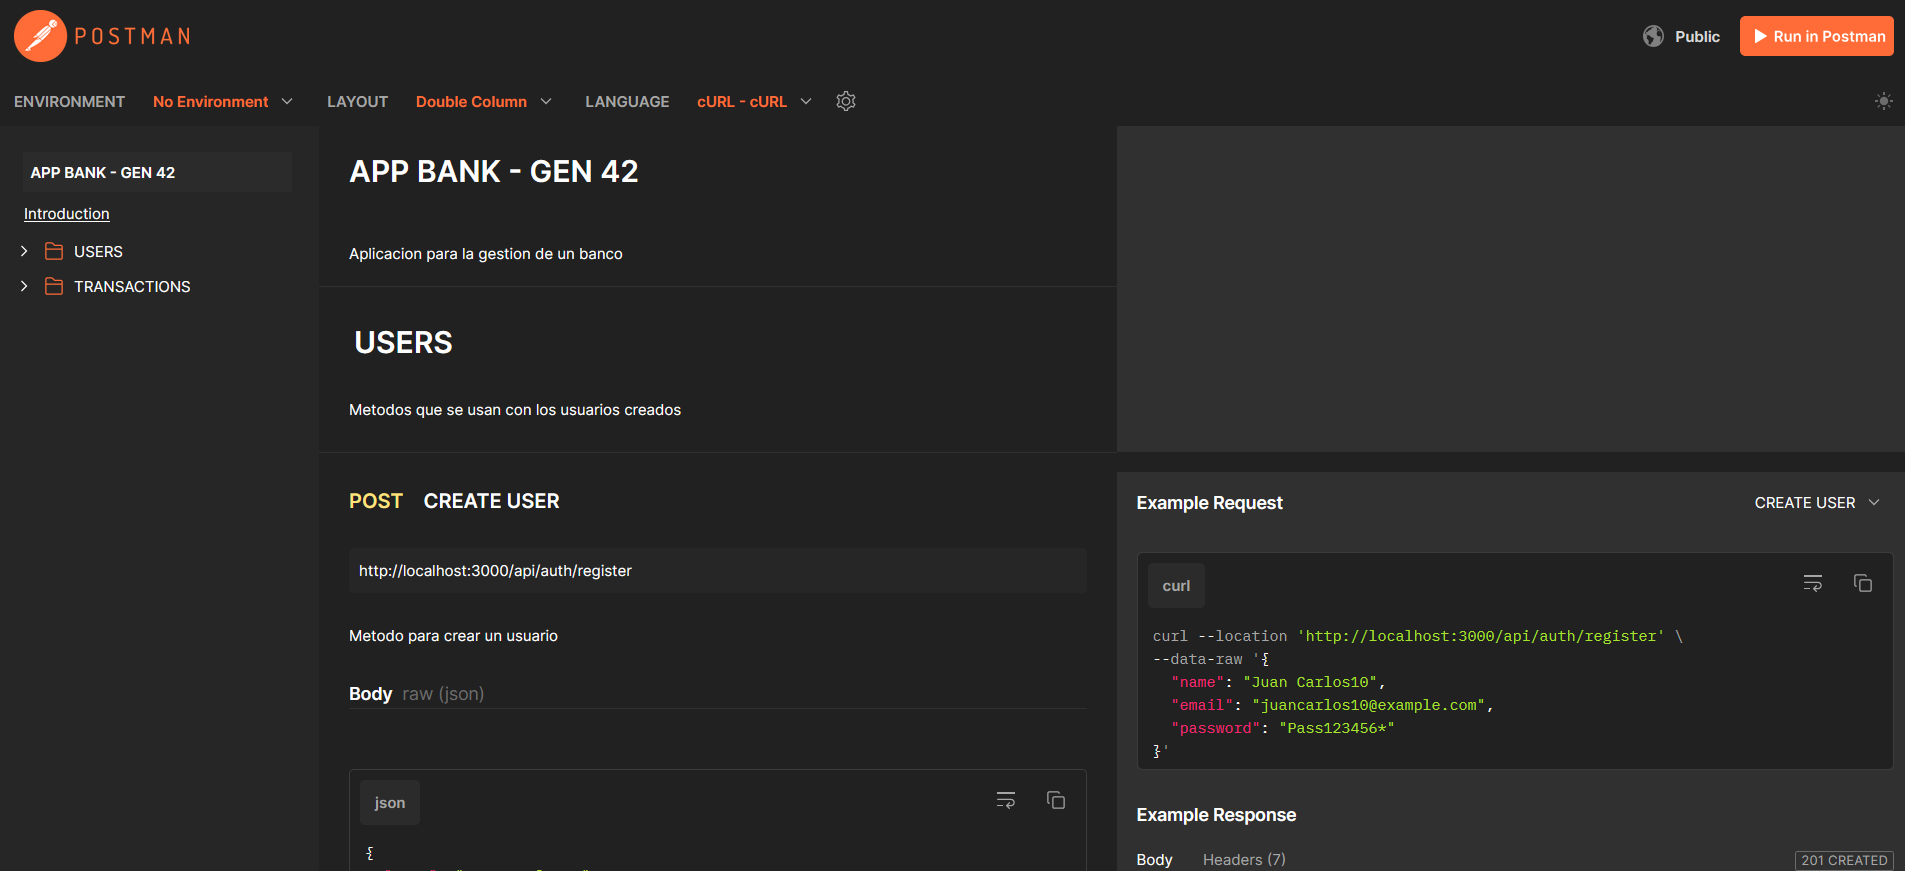 POSTMAN
Public
Run in Postman
ENVIRONMENT No Environment LAYOUT Double Column LANGUAGE cURL - cURL
APP BANK - GEN 42
Introduction
USERS
TRANSACTIONS
APP BANK - GEN 42
Aplicacion para la gestion de un banco
USERS
Metodos que se usan con los usuarios creados
POST CREATE USER
http://localhost:3000/api/auth/register
Metodo para crear un usuario
Body raw (json)
json
{
Example Request
CREATE USER
curl
curl --location 'http://localhost:3000/api/auth/register' \
--data-raw '{
"name": "Juan Carlos10",
"email": "juancarlos10@example.com",
"password": "Pass123456*"
}'
Example Response
Body Headers (7)
201 CREATED